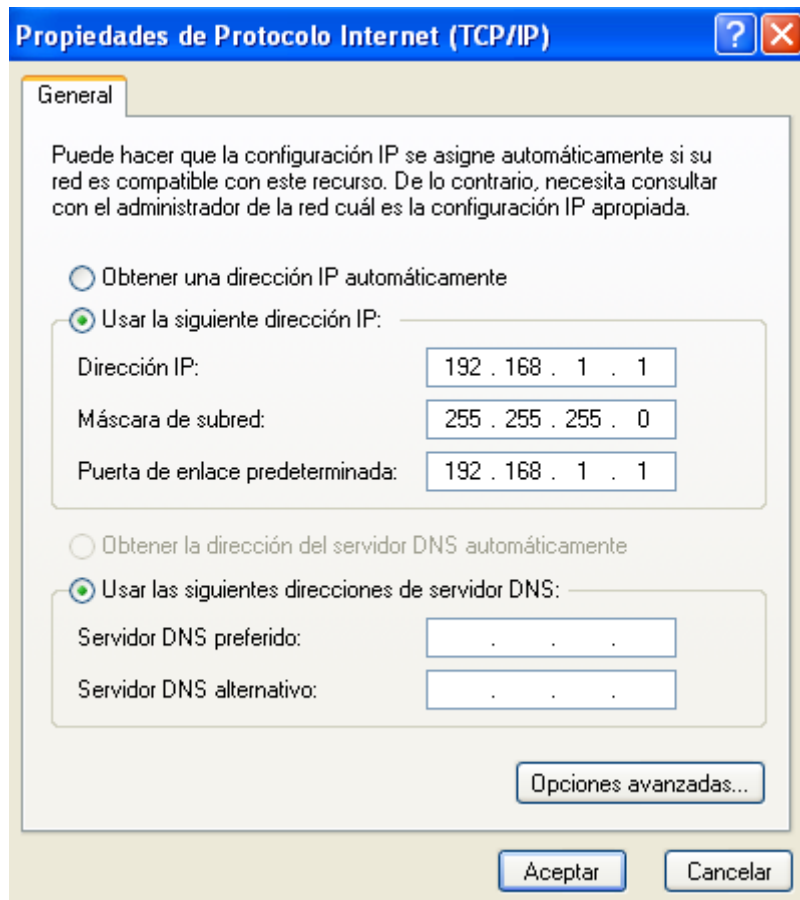 Propiedades de Protocolo Internet (TCP/IP)
General
Puede hacer que la configuración IP se asigne automáticamente si su
red es compatible con este recurso. De lo contrario, necesita consultar
con el administrador de la red cuál es la configuración IP apropiada.
Obtener una dirección IP automáticamente
Usar la siguiente dirección IP:
Dirección IP: 192 . 168 . 1 . 1
Máscara de subred: 255 . 255 . 255 . 0
Puerta de enlace predeterminada: 192 . 168 . 1 . 1
Obtener la dirección del servidor DNS automáticamente
Usar las siguientes direcciones de servidor DNS:
Servidor DNS preferido: . . .
Servidor DNS alternativo: . . .
Opciones avanzadas...
Aceptar Cancelar